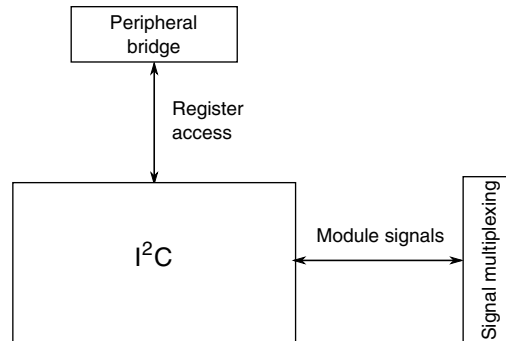 Peripheral
bridge
Register
access
I²C
Module signals
Signal multiplexing